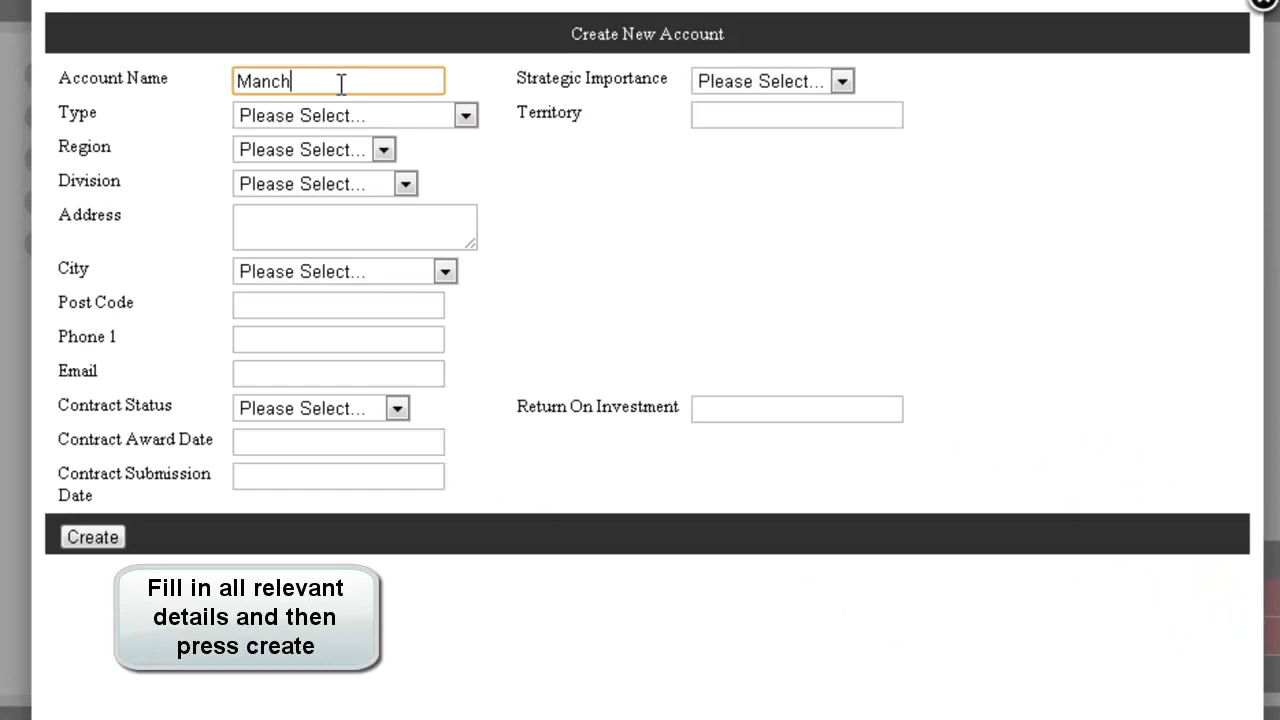 Create New Account
Account Name Manch Strategic Importance Please Select...
Type Please Select... Territory
Region Please Select...
Division Please Select...
Address
City Please Select...
Post Code
Phone 1
Email
Contract Status Please Select... Return On Investment
Contract Award Date
Contract Submission
Date
Create
Fill in all relevant
details and then
press create